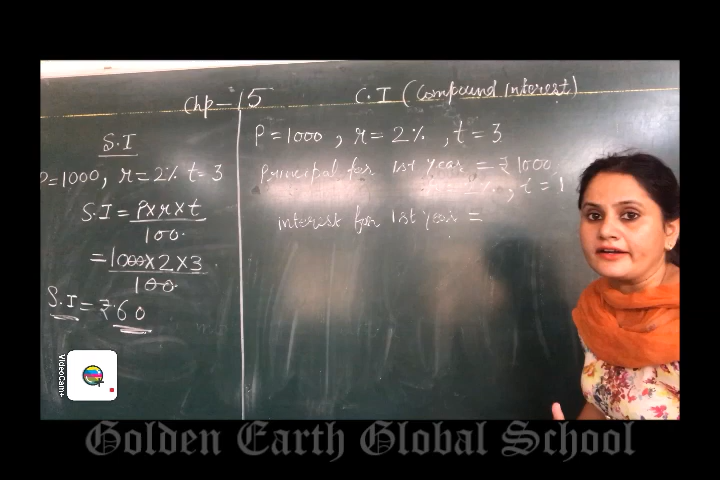 Chp-15 C.I (Compound Interest)
S.I
P=1000, r=2% t=3
S.I = P×r×t
100
= 1000×2×3
100
S.I = ₹60
P=1000, r=2%, t=3
Principal for 1st year = ₹1000
r=2%, t=1
interest for 1st year =
VideoCam+
Golden Earth Global School